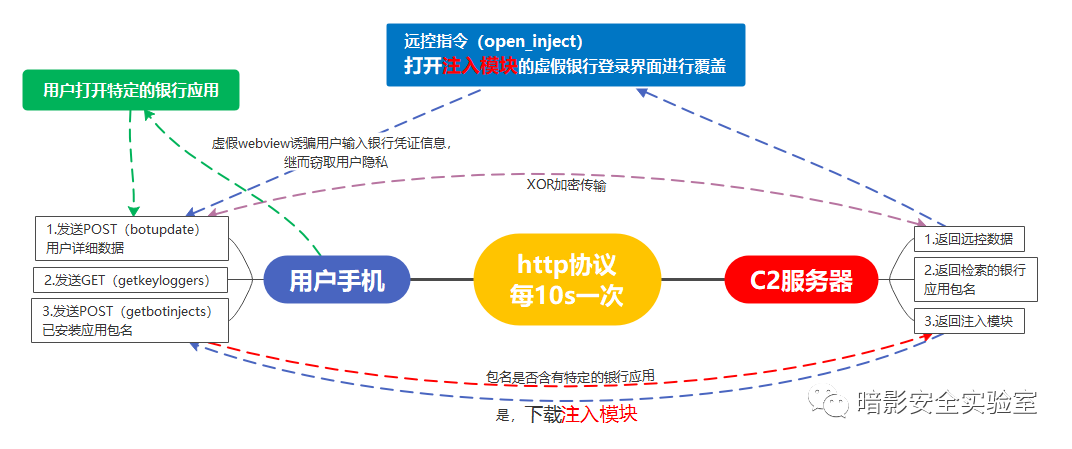 远控指令（open_inject）
打开注入模块的虚假银行登录界面进行覆盖
用户打开特定的银行应用
虚假webview诱骗用户输入银行凭证信息，
继而窃取用户隐私
XOR加密传输
1.发送POST（botupdate）
用户详细数据
2.发送GET（getkeyloggers）
3.发送POST（getbotinjects）
已安装应用包名
用户手机
http协议
每10s一次
C2服务器
1.返回远控数据
2.返回检索的银行
应用包名
3.返回注入模块
包名是否含有特定的银行应用
是，下载注入模块
暗影安全实验室